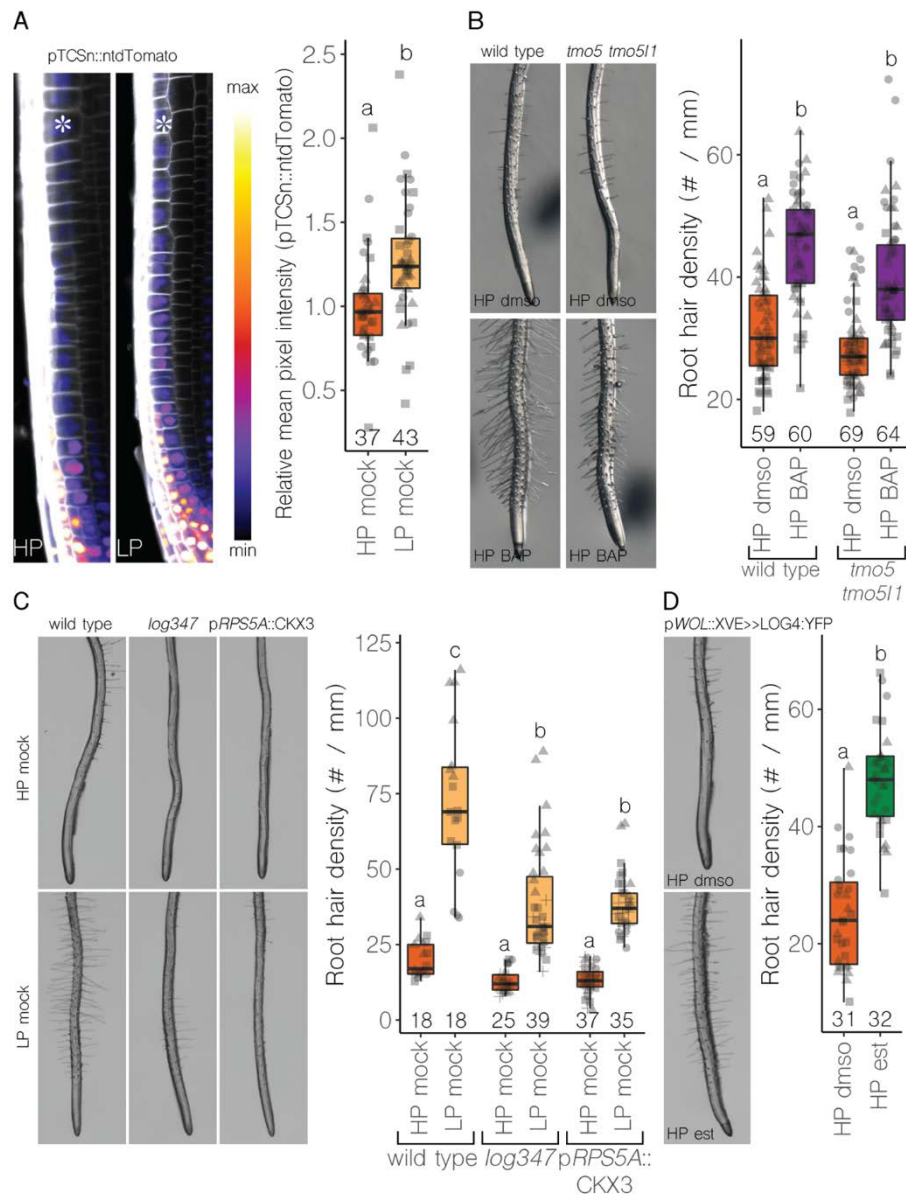 A
pTCSn::ntdTomato
*
*
HP
LP
max
min
Relative mean pixel intensity (pTCSn::ntdTomato)
2.5
2.0
1.5
1.0
0.5
a
b
37
43
HP mock
LP mock
B
wild type
tmo5 tmo5l1
HP dmso
HP dmso
HP BAP
HP BAP
Root hair density (# / mm)
60
40
20
a
b
a
b
59
60
69
64
HP dmso
HP BAP
HP dmso
HP BAP
wild type
tmo5
tmo5l1
C
wild type
log347
pRPS5A::CKX3
HP mock
LP mock
Root hair density (# / mm)
125
100
75
50
25
0
a
c
a
b
a
b
18
18
25
39
37
35
HP mock
LP mock
HP mock
LP mock
HP mock
LP mock
wild type
log347
pRPS5A::
CKX3
D
pWOL::XVE>>LOG4:YFP
HP dmso
HP est
Root hair density (# / mm)
60
40
20
a
b
31
32
HP dmso
HP est